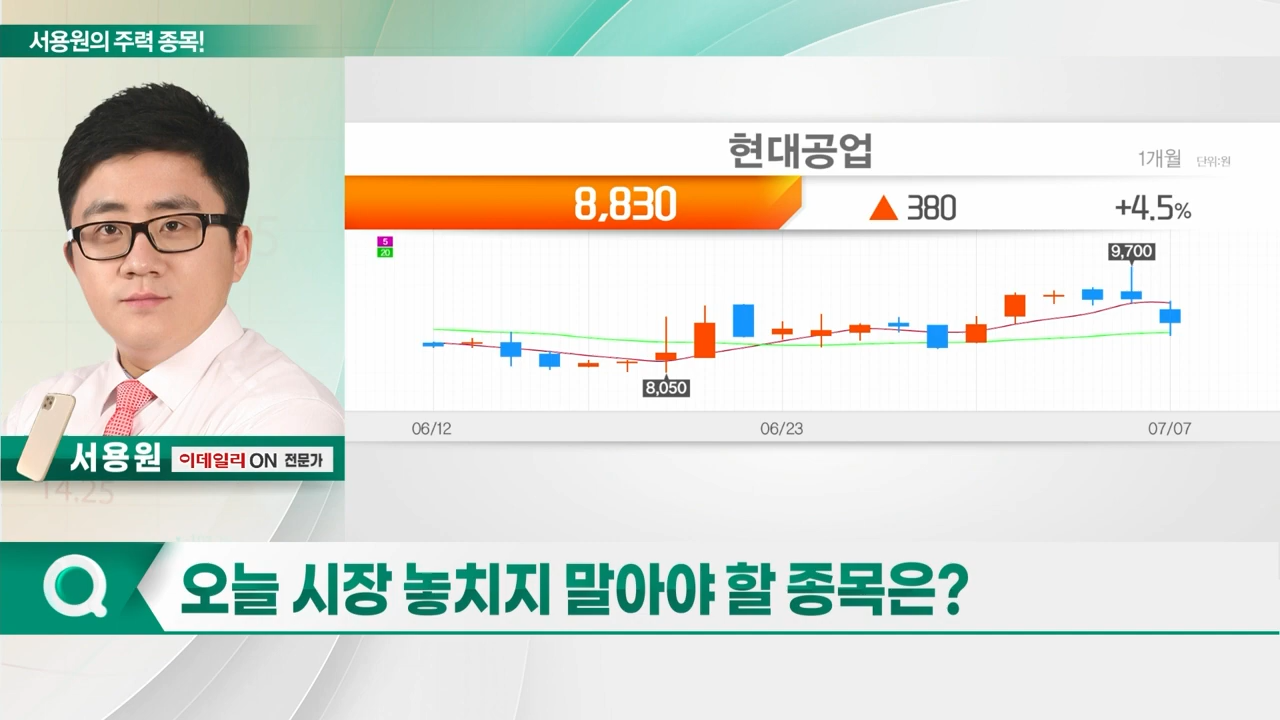 서용원의 주력 종목!
현대공업
1개월 단위:원
8,830 ▲ 380 +4.5%
5
20
9,700
8,050
06/12 06/23 07/07
서용원 이데일리 ON 전문가
14.25
오늘 시장 놓치지 말아야 할 종목은?